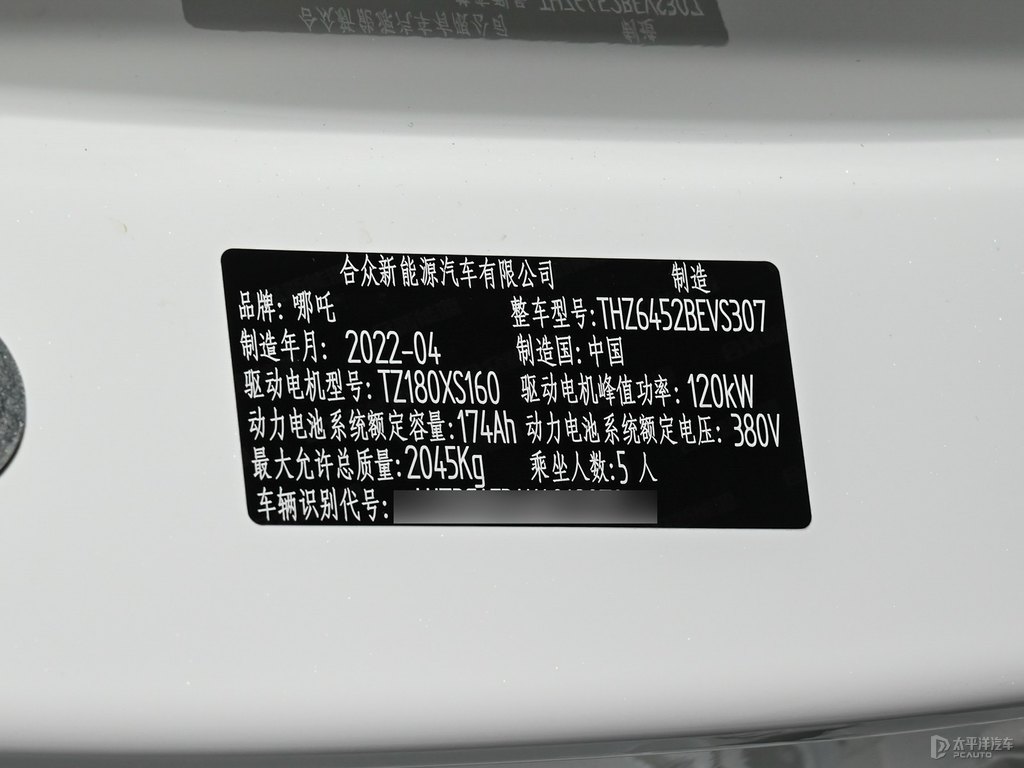 合众新能源汽车有限公司 制造
品牌: 哪吒 整车型号:THZ6452BEVS307
制造年月: 2022-04 制造国:中国
驱动电机型号:TZ180XS160 驱动电机峰值功率: 120kW
动力电池系统额定容量:174Ah 动力电池系统额定电压: 380V
最大允许总质量:2045Kg 乘坐人数:5 人
车辆识别代号:
太平洋汽车
PCAUTO